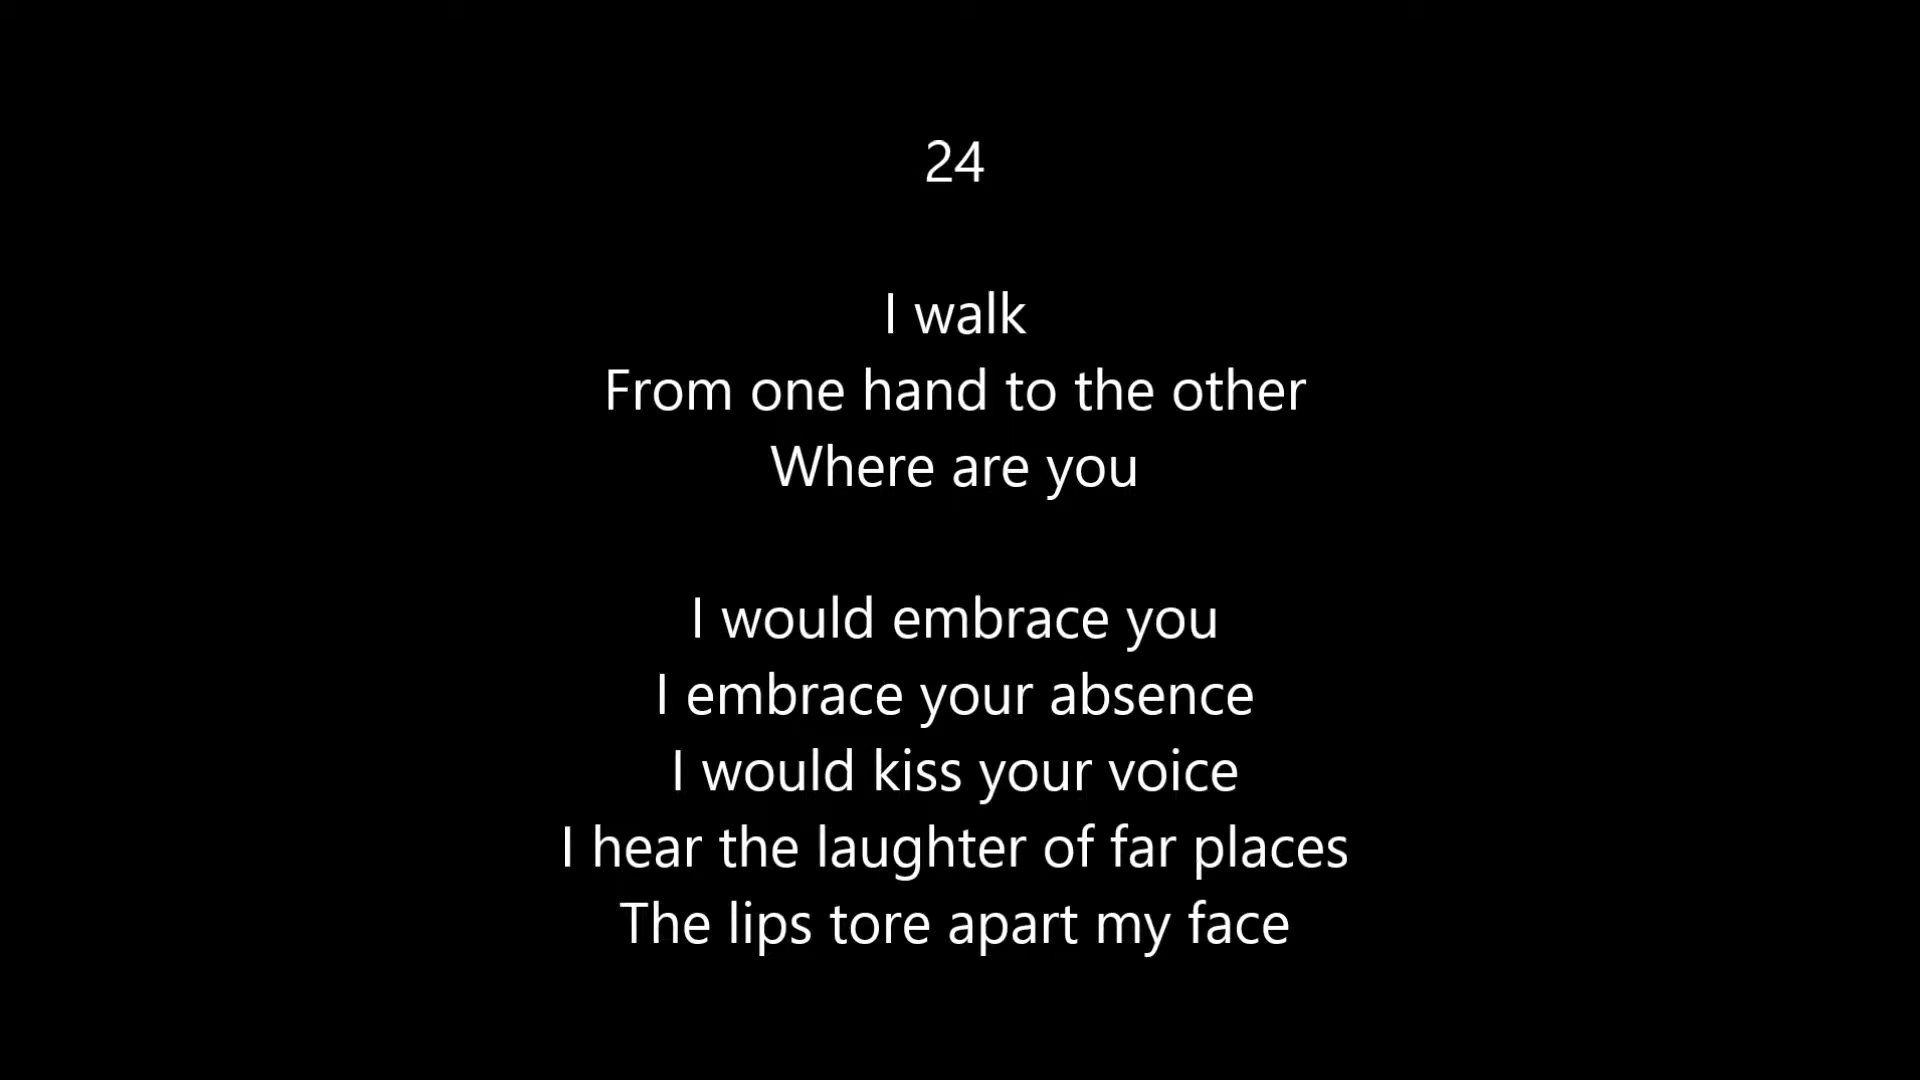 24
I walk
From one hand to the other
Where are you
I would embrace you
I embrace your absence
I would kiss your voice
I hear the laughter of far places
The lips tore apart my face